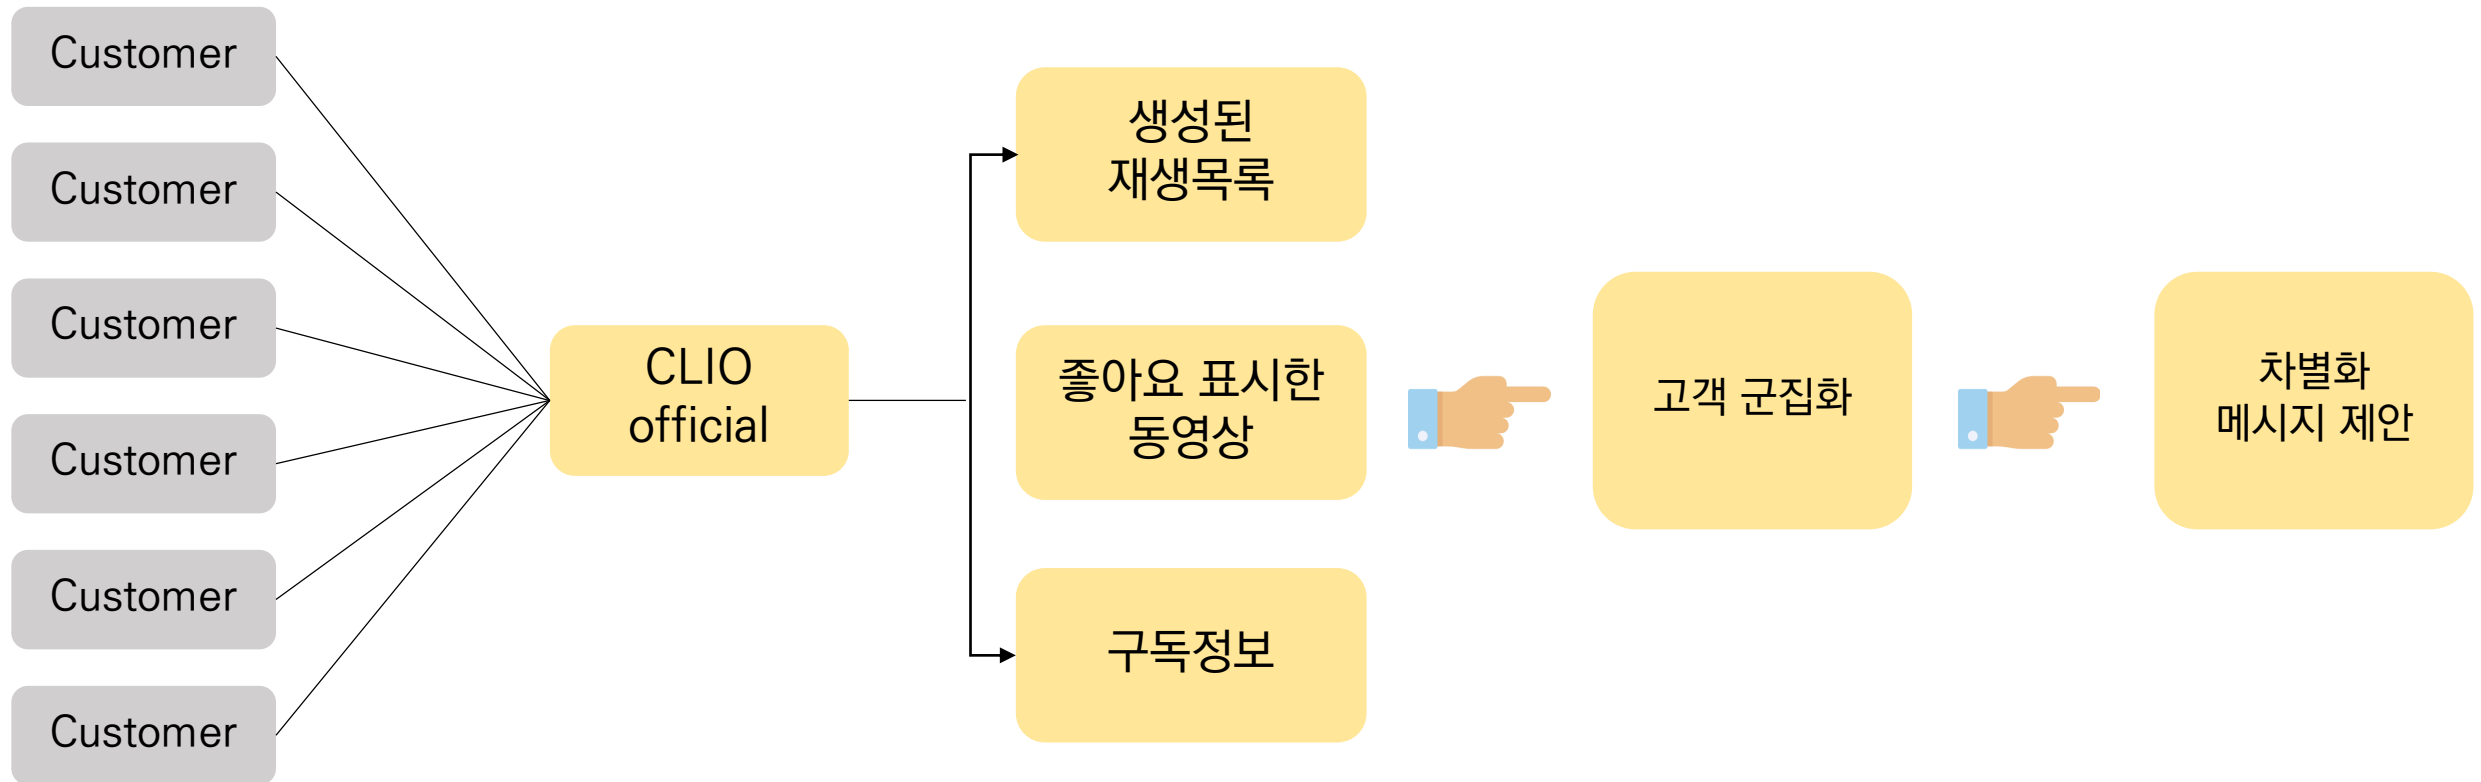 Customer
Customer
Customer
Customer
Customer
Customer
CLIO
official
생성된
재생목록
좋아요 표시한
동영상
구독정보
고객 군집화
차별화
메시지 제안